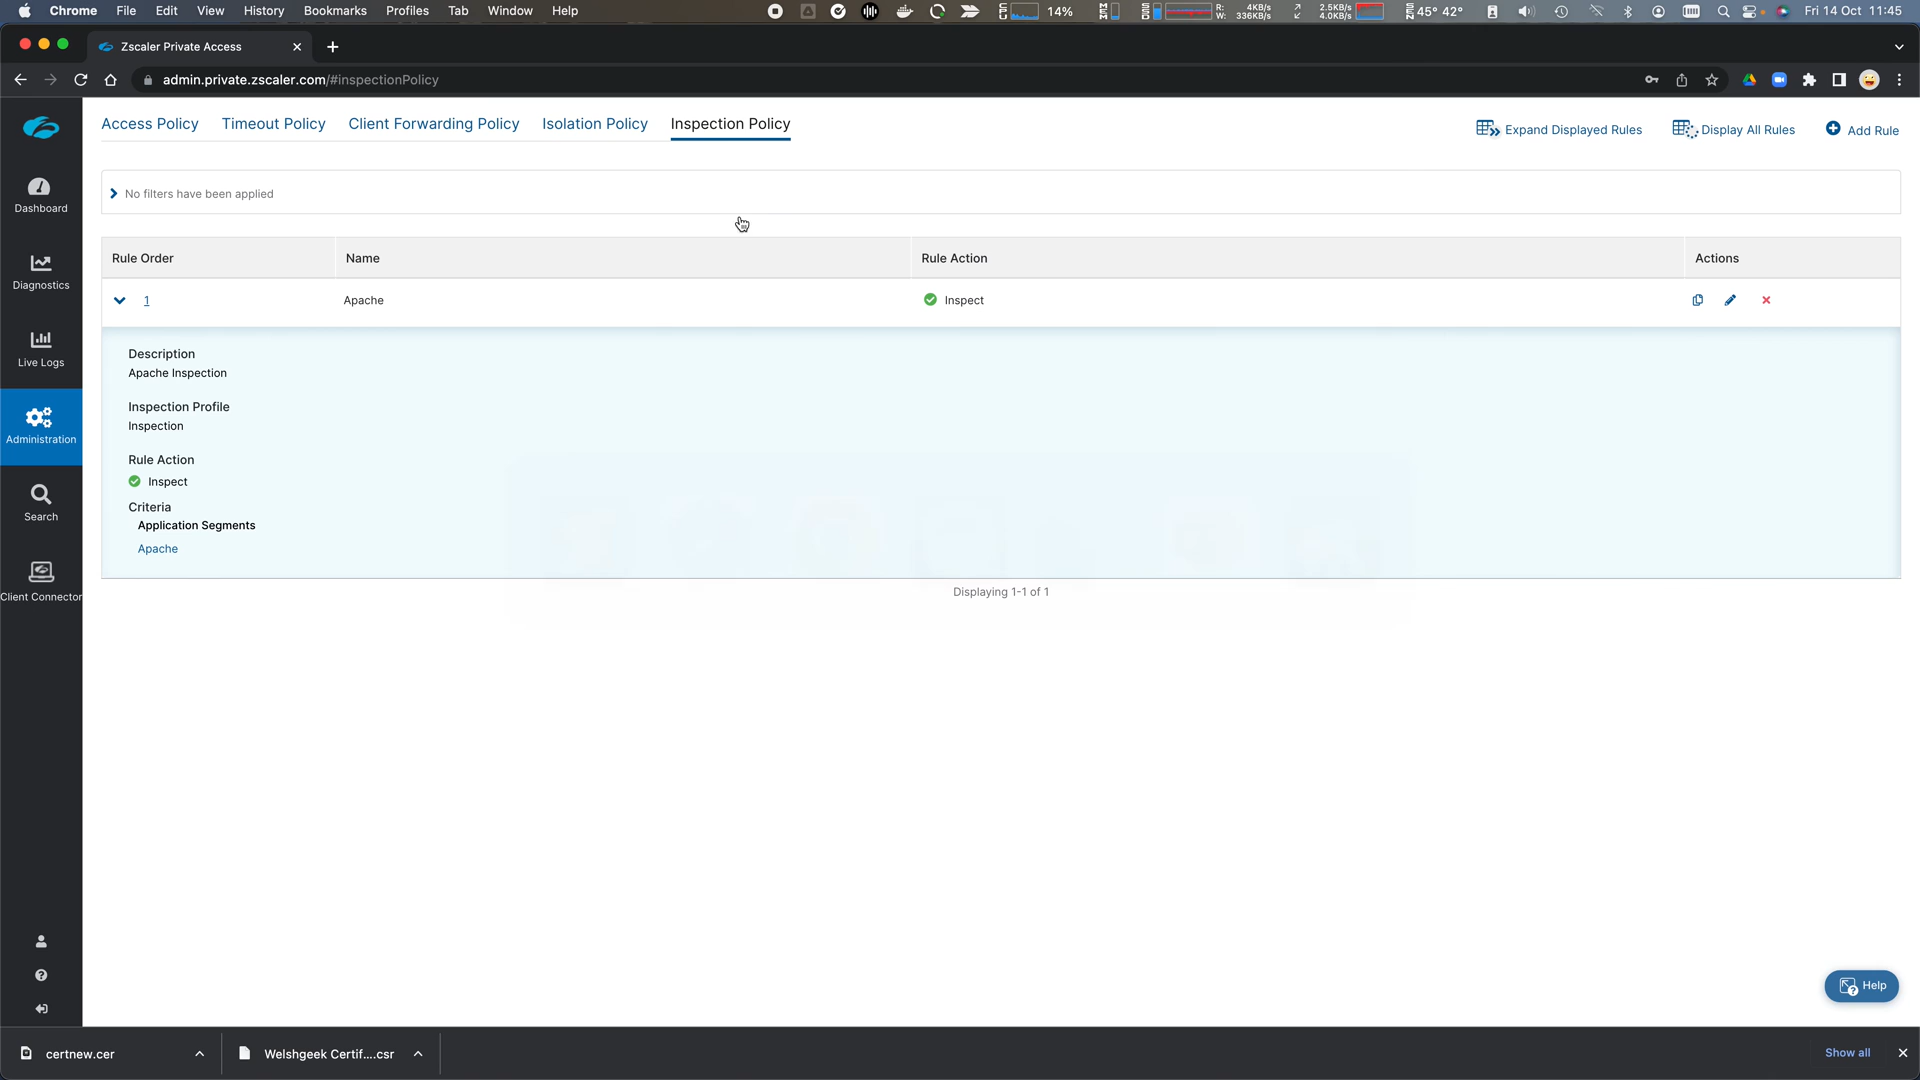 Chrome File Edit View History Bookmarks Profiles Tab Window Help 14% R: 4KB/s 2.5KB/s 45° 42° Fri 14 Oct 11:45
W: 336KB/s 4.0KB/s
Zscaler Private Access
admin.private.zscaler.com/#inspectionPolicy
Access Policy Timeout Policy Client Forwarding Policy Isolation Policy Inspection Policy
Expand Displayed Rules Display All Rules Add Rule
No filters have been applied
Dashboard
Diagnostics
Live Logs
Administration
Search
Client Connector
Rule Order Name Rule Action Actions
1 Apache Inspect
Description
Apache Inspection
Inspection Profile
Inspection
Rule Action
Inspect
Criteria
Application Segments
Apache
Displaying 1-1 of 1
Help
certnew.cer Welshgeek Certif....csr Show all